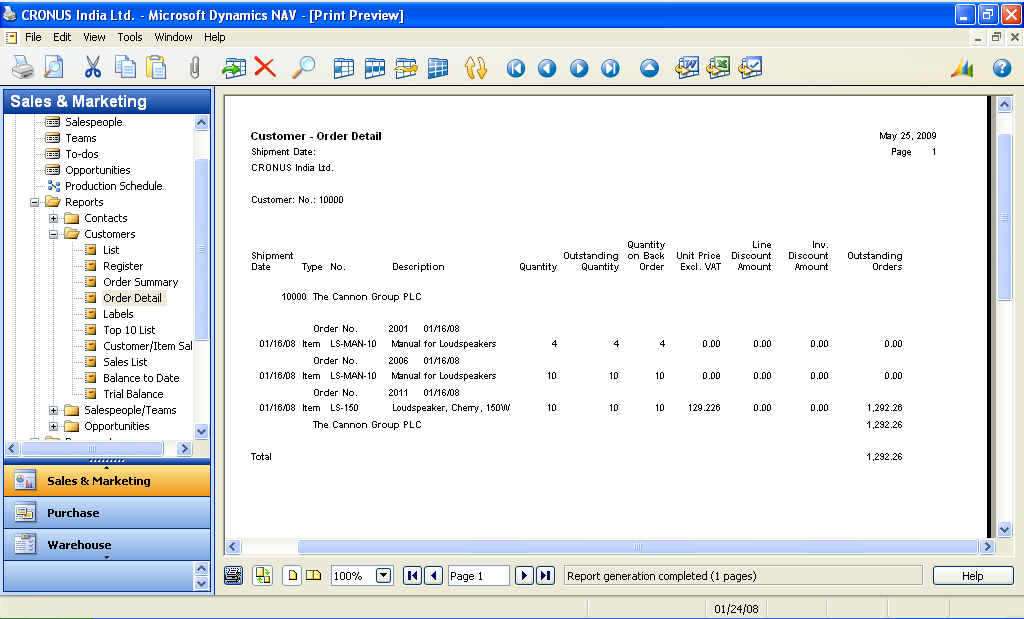 CRONUS India Ltd. - Microsoft Dynamics NAV - [Print Preview]
File Edit View Tools Window Help
Sales & Marketing
Salespeople
Teams
To-dos
Opportunities
Production Schedule
Reports
Contacts
Customers
List
Register
Order Summary
Order Detail
Labels
Top 10 List
Customer/Item Sal
Sales List
Balance to Date
Trial Balance
Salespeople/Teams
Opportunities
Sales & Marketing
Purchase
Warehouse
Customer - Order Detail May 25, 2009
Shipment Date: Page 1
CRONUS India Ltd.
Customer: No.: 10000
Quantity Line Inv.
Shipment Outstanding on Back Unit Price Discount Discount Outstanding
Date Type No. Description Quantity Quantity Order Excl. VAT Amount Amount Orders
10000 The Cannon Group PLC
Order No. 2001 01/16/08
01/16/08 Item LS-MAN-10 Manual for Loudspeakers 4 4 4 0.00 0.00 0.00 0.00
Order No. 2006 01/16/08
01/16/08 Item LS-MAN-10 Manual for Loudspeakers 10 10 10 0.00 0.00 0.00 0.00
Order No. 2011 01/16/08
01/16/08 Item LS-150 Loudspeaker, Cherry, 150W 10 10 10 129.226 0.00 0.00 1,292.26
The Cannon Group PLC 1,292.26
Total 1,292.26
100% Page 1 Report generation completed (1 pages) Help
01/24/08